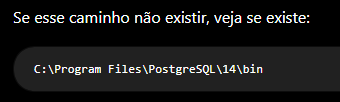 Se esse caminho não existir, veja se existe:
C:\Program Files\PostgreSQL\14\bin